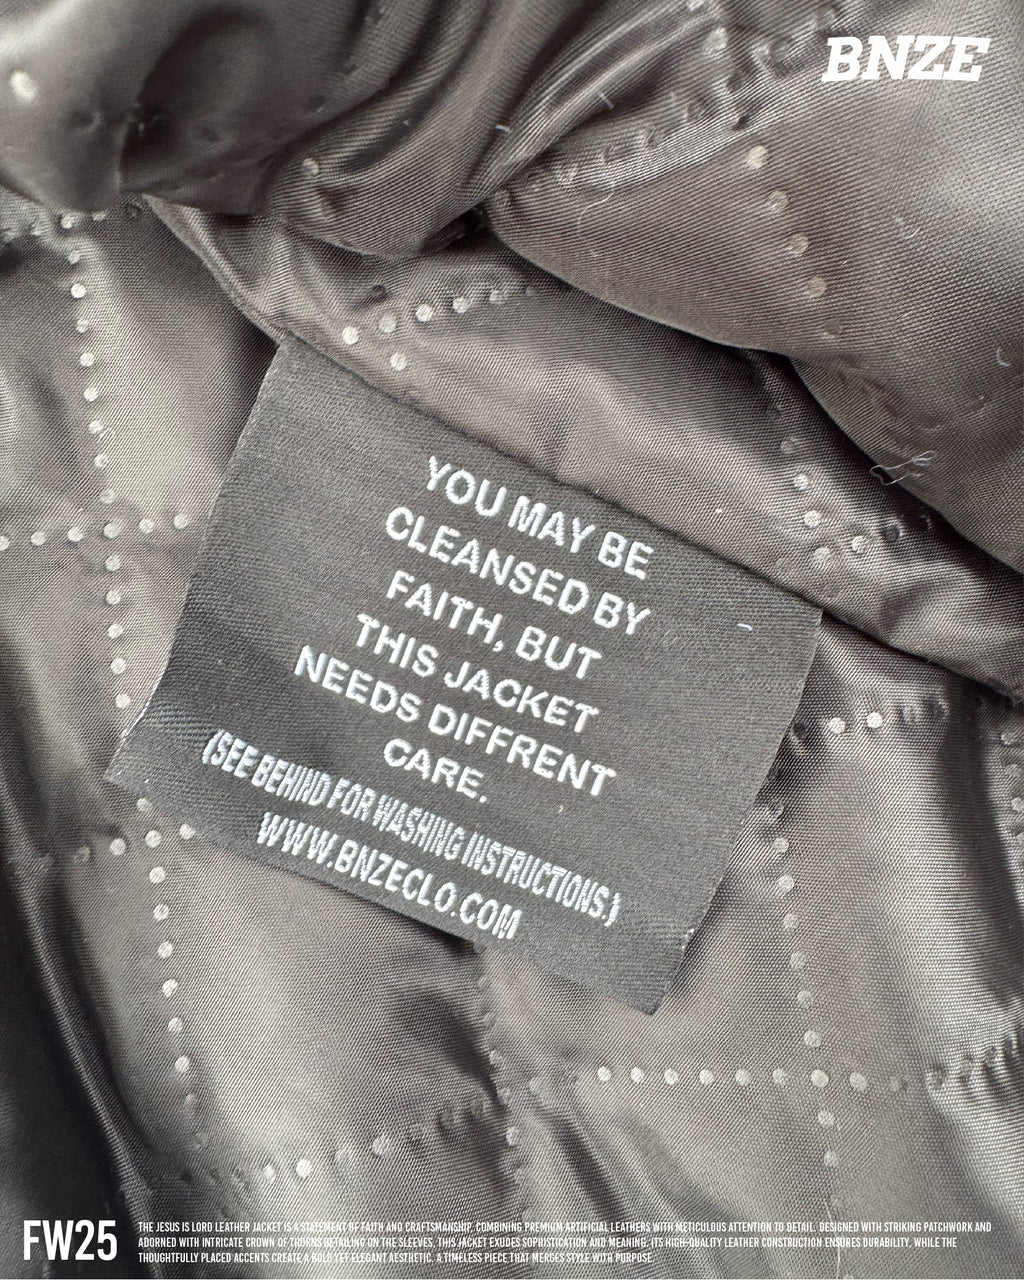 BNZE
YOU MAY BE
CLEANSED BY
FAITH, BUT
THIS JACKET
NEEDS DIFFRENT
CARE.
(SEE BEHIND FOR WASHING INSTRUCTIONS.)
WWW.BNZECLO.COM
FW25
THE JESUS IS LORD LEATHER JACKET IS A STATEMENT OF FAITH AND CRAFTSMANSHIP, COMBINING PREMIUM ARTIFICIAL LEATHERS WITH METICULOUS ATTENTION TO DETAIL. DESIGNED WITH STRIKING PATCHWORK AND
ADORNED WITH INTRICATE CROWN OF THORNS DETAILING ON THE SLEEVES, THIS JACKET EXUDES SOPHISTICATION AND MEANING. ITS HIGH-QUALITY LEATHER CONSTRUCTION ENSURES DURABILITY, WHILE THE
THOUGHTFULLY PLACED ACCENTS CREATE A BOLD YET ELEGANT AESTHETIC. A TIMELESS PIECE THAT MERGES STYLE WITH PURPOSE.